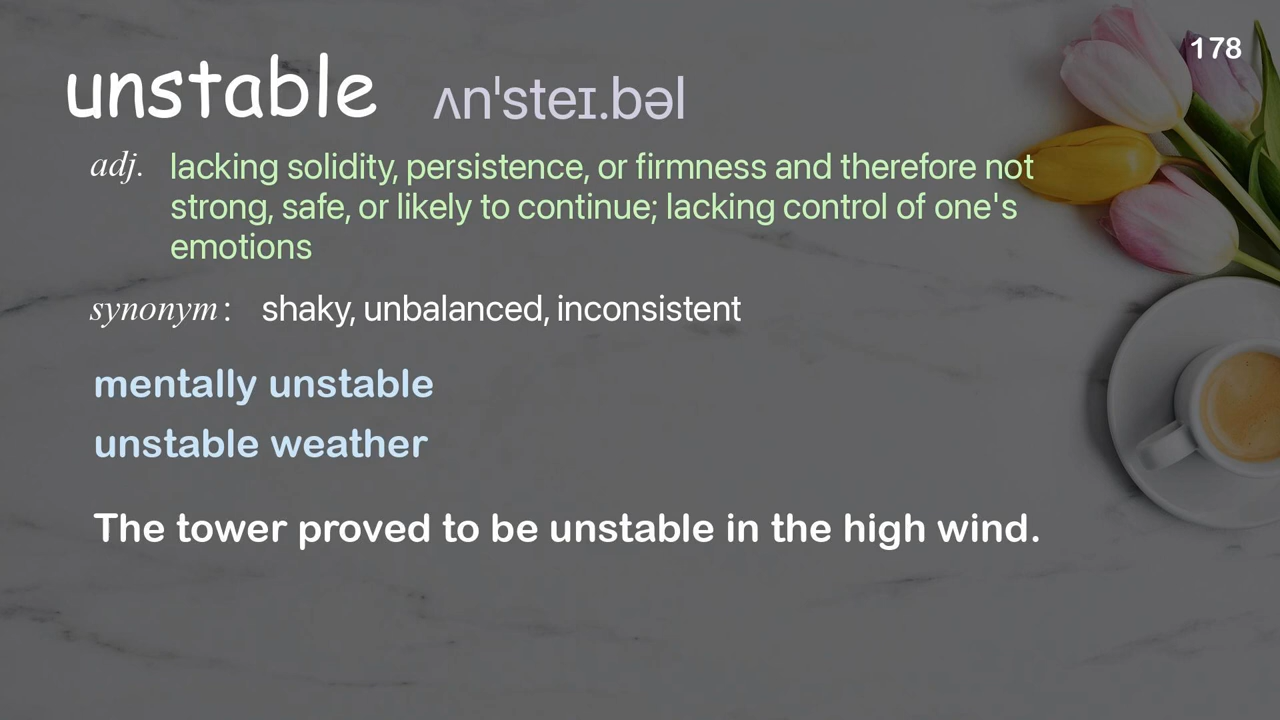 178
unstable ʌnˈsteɪ.bəl
adj. lacking solidity, persistence, or firmness and therefore not
strong, safe, or likely to continue; lacking control of one's
emotions
synonym: shaky, unbalanced, inconsistent
mentally unstable
unstable weather
The tower proved to be unstable in the high wind.